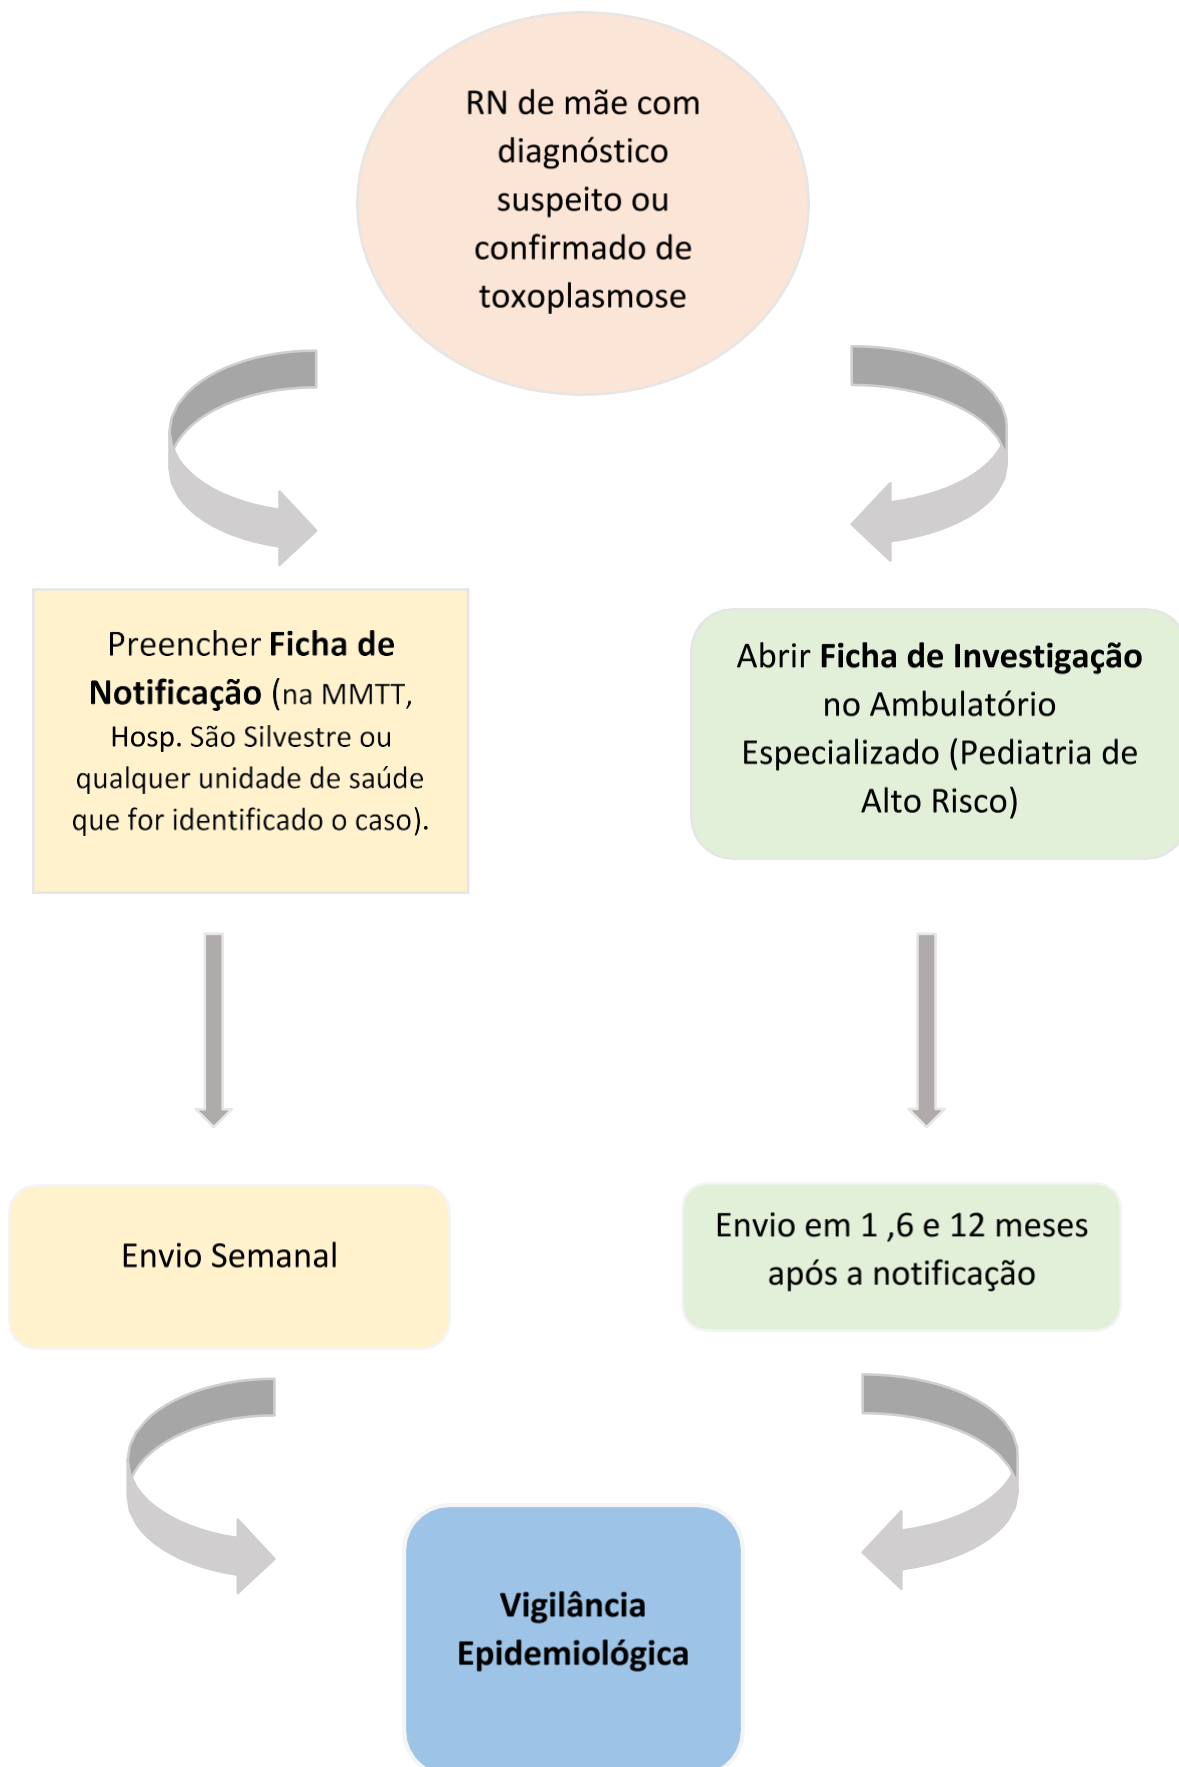 RN de mãe com
diagnóstico
suspeito ou
confirmado de
toxoplasmose
Preencher Ficha de
Notificação (na MMTT,
Hosp. São Silvestre ou
qualquer unidade de saúde
que for identificado o caso).
Abrir Ficha de Investigação
no Ambulatório
Especializado (Pediatria de
Alto Risco)
Envio Semanal
Envio em 1 ,6 e 12 meses
após a notificação
Vigilância
Epidemiológica